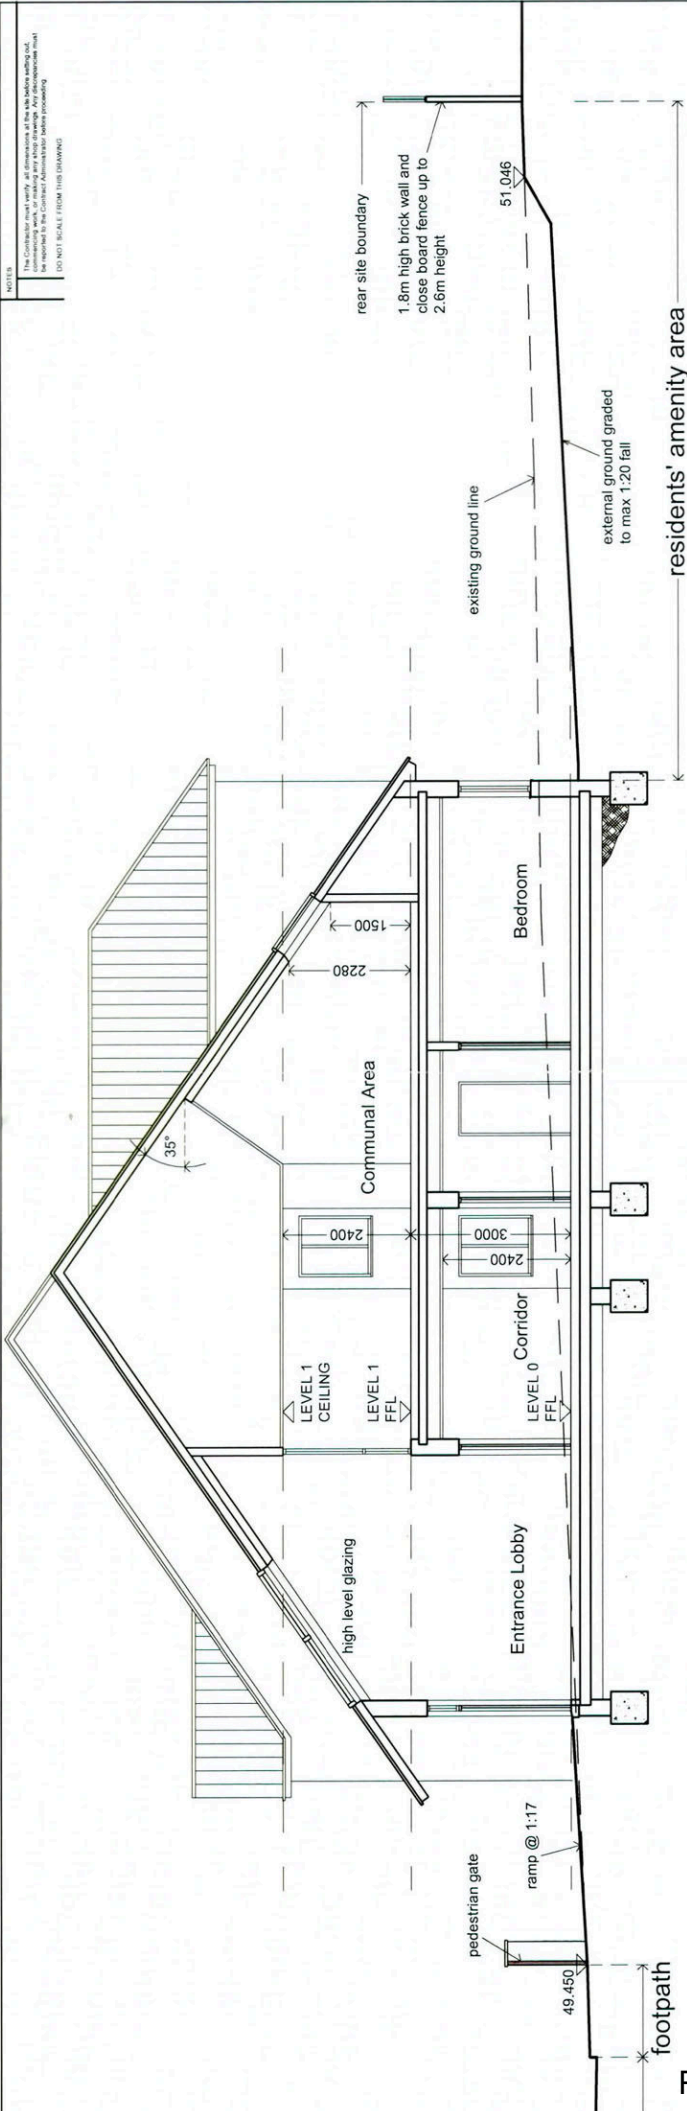 NOTES
The Contractor must verify all dimensions at the site before setting out,
commencing work, or making any shop drawings. Any discrepancies must
be reported to the Contract Administrator before proceeding
DO NOT SCALE FROM THIS DRAWING
rear site boundary
1.8m high brick wall and
close board fence up to
2.6m height
51.046
existing ground line
external ground graded
to max 1:20 fall
residents' amenity area
35°
1500
2280
Communal Area
Bedroom
2400
3000
2400
LEVEL 1
CEILING
LEVEL 1
FFL
Corridor
LEVEL 0
FFL
high level glazing
Entrance Lobby
pedestrian gate
ramp @ 1:17
49.450
footpath